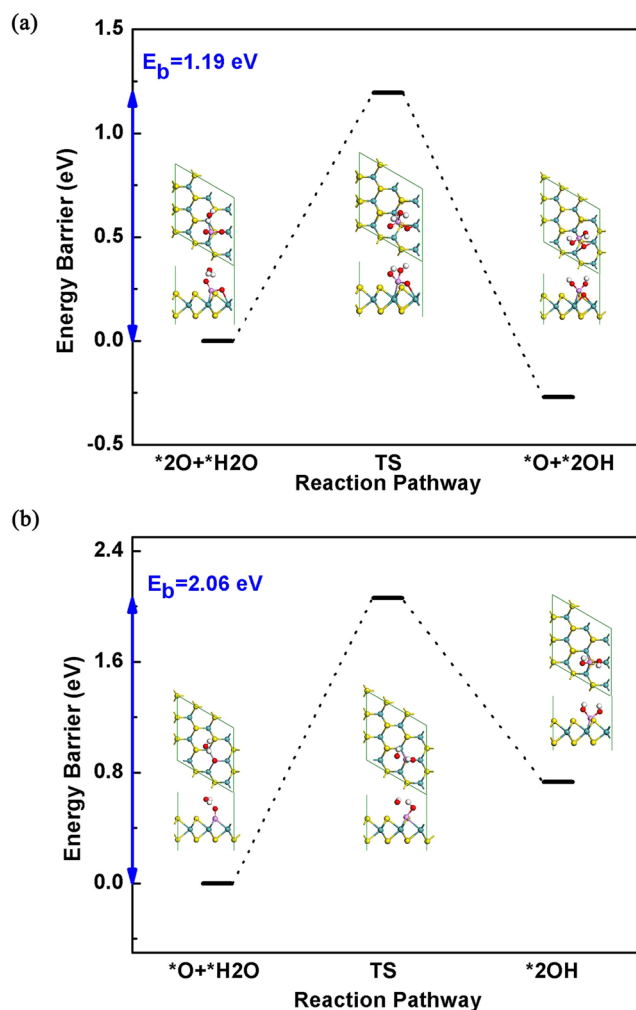 (a)
1.5
E_b=1.19 eV
1.0
0.5
0.0
-0.5
Energy Barrier (eV)
*2O+*H2O TS *O+*2OH
Reaction Pathway
(b)
2.4
E_b=2.06 eV
1.6
0.8
0.0
Energy Barrier (eV)
*O+*H2O TS *2OH
Reaction Pathway